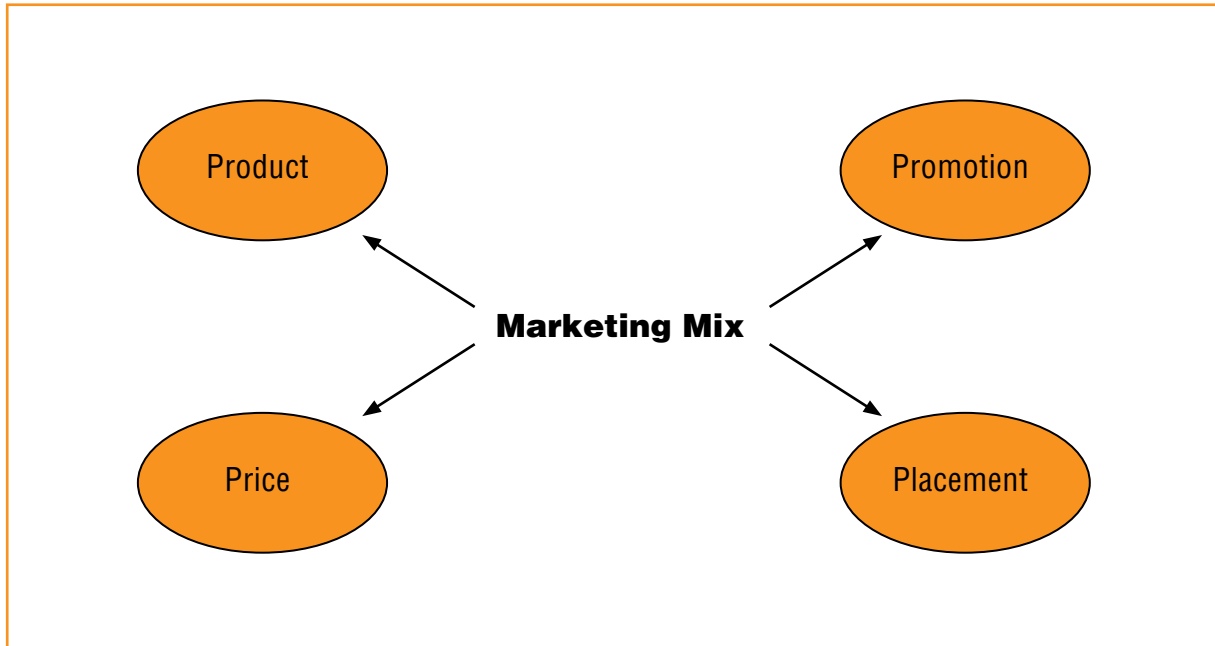 Product
Promotion
Marketing Mix
Price
Placement